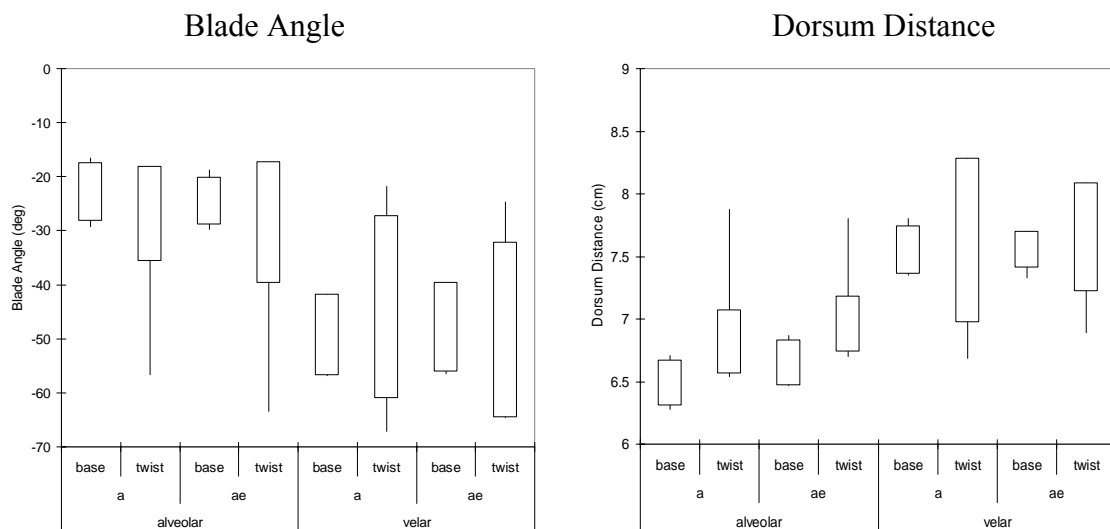 Blade Angle
0
-10
-20
-30
-40
-50
-60
-70
Blade Angle (deg)
base twist base twist base twist base twist
a ae a ae
alveolar velar
Dorsum Distance
9
8.5
8
7.5
7
6.5
6
Dorsum Distance (cm)
base twist base twist base twist base twist
a ae a ae
alveolar velar